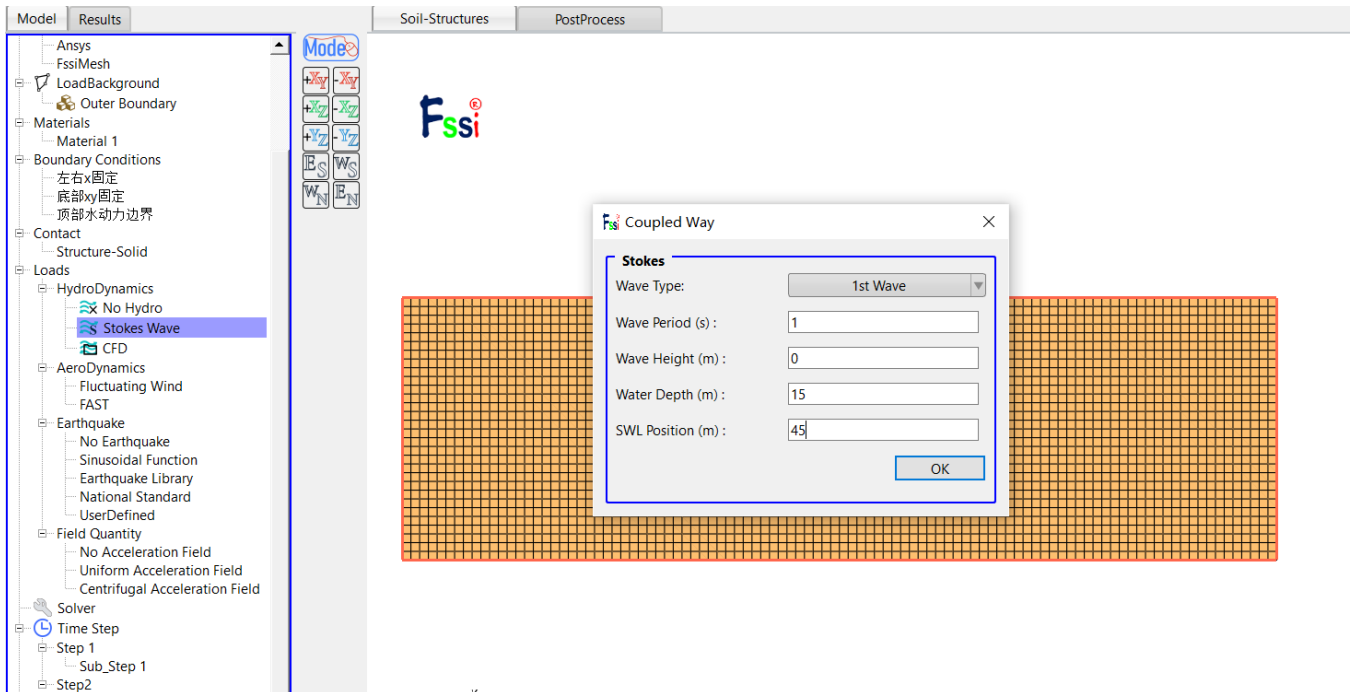 Model Results
Soil-Structures PostProcess
Ansys
FssiMesh
LoadBackground
Outer Boundary
Materials
Material 1
Boundary Conditions
左右x固定
底部xy固定
顶部水动力边界
Contact
Structure-Solid
Loads
HydroDynamics
No Hydro
Stokes Wave
CFD
AeroDynamics
Fluctuating Wind
FAST
Earthquake
No Earthquake
Sinusoidal Function
Earthquake Library
National Standard
UserDefined
Field Quantity
No Acceleration Field
Uniform Acceleration Field
Centrifugal Acceleration Field
Solver
Time Step
Step 1
Sub_Step 1
Step2
Mode
+XY -XY
+XZ -XZ
+YZ -YZ
ES WS
WN EN
Fssi®
Fssi Coupled Way
Stokes
Wave Type: 1st Wave
Wave Period (s) : 1
Wave Height (m) : 0
Water Depth (m) : 15
SWL Position (m) : 45
OK